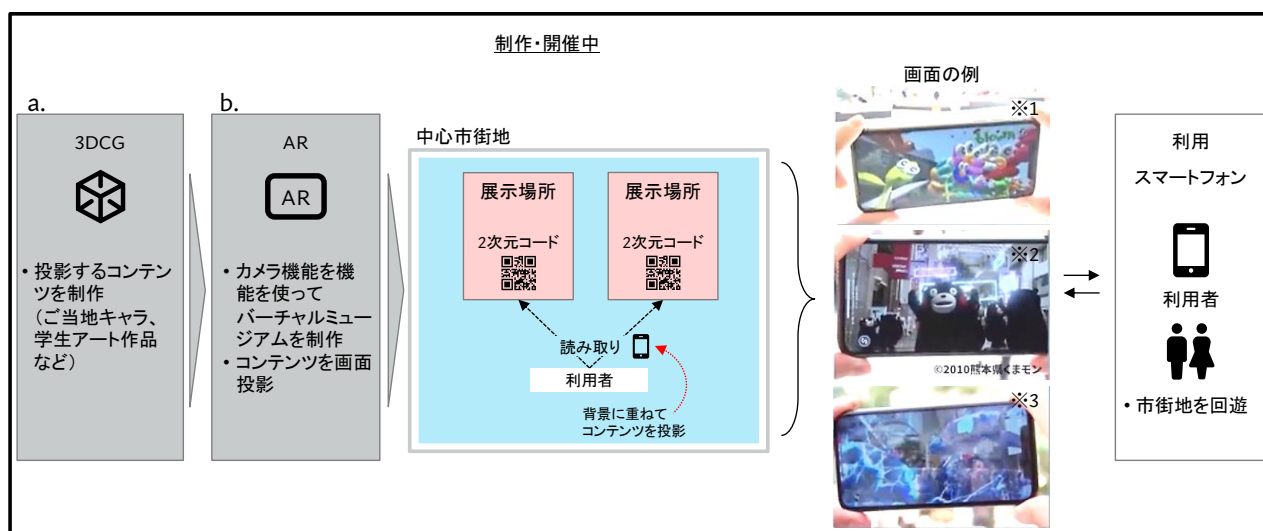 制作・開催中
a.
3DCG
・投影するコンテン
ツを制作
(ご当地キャラ、
学生アート作品
など)
b.
AR
AR
・カメラ機能を機
能を使って
バーチャルミュー
ジアムを制作
・コンテンツを画面
投影
中心市街地
展示場所
2次元コード
展示場所
2次元コード
読み取り
利用者
背景に重ねて
コンテンツを投影
画面の例
※1
※2
©2010熊本県くまモン
※3
利用
スマートフォン
利用者
・市街地を回遊